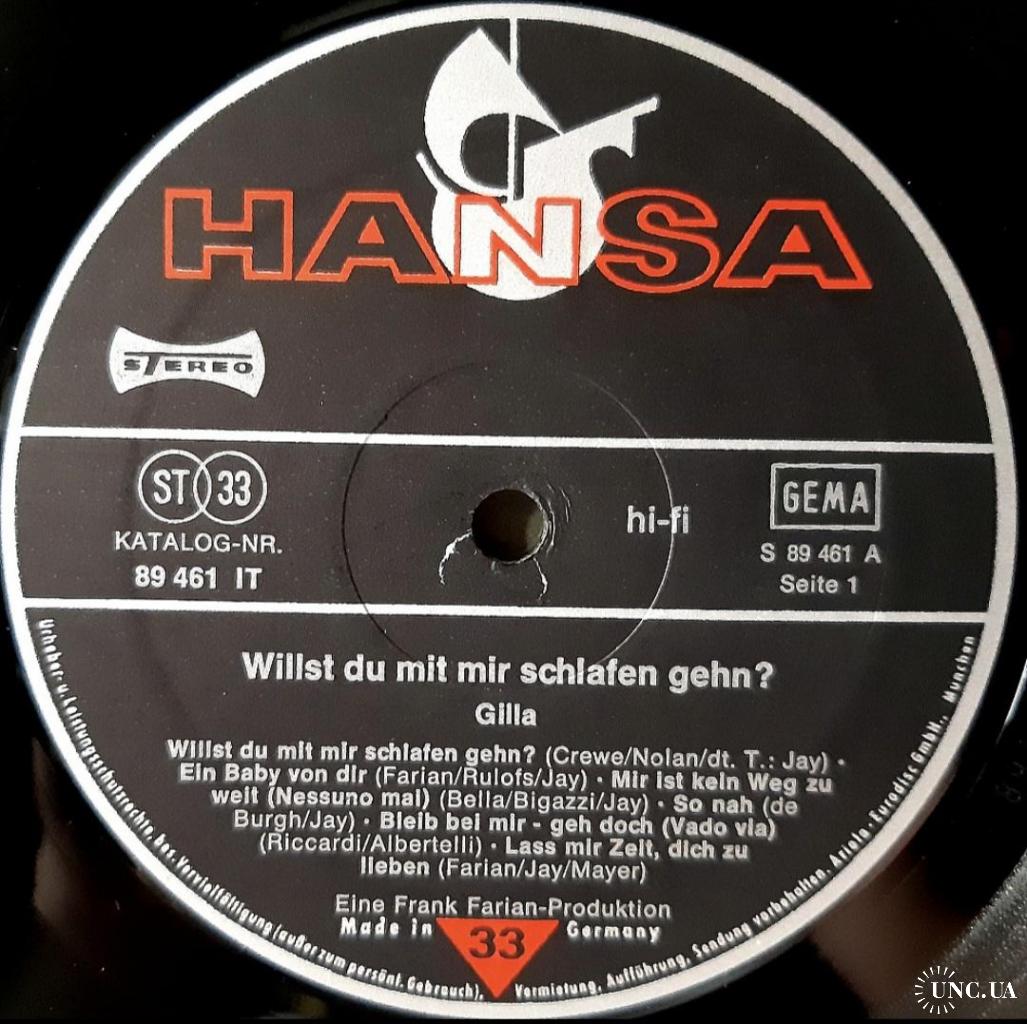 HANSA
STEREO
ST 33
KATALOG-NR.
89 461 IT
hi-fi
GEMA
S 89 461 A
Seite 1
Willst du mit mir schlafen gehn?
Gilla
Willst du mit mir schlafen gehn? (Crewe/Nolan/dt. T.: Jay) ·
Ein Baby von dir (Farian/Rulofs/Jay) · Mir ist kein Weg zu
weit (Nessuno mai) (Bella/Bigazzi/Jay) · So nah (de
Burgh/Jay) · Bleib bei mir - geh doch (Vado via)
(Riccardi/Albertelli) · Lass mir Zeit, dich zu
lieben (Farian/Jay/Mayer)
Eine Frank Farian-Produktion
Made in 33 Germany
Urheber- u. Leistungsschutzrechte bes. Vervielfältigung (außer zum persönl. Gebrauch), Vermietung, Aufführung, Sendung vorbehalten. Ariola-Eurodisc GmbH., München
UNC.UA